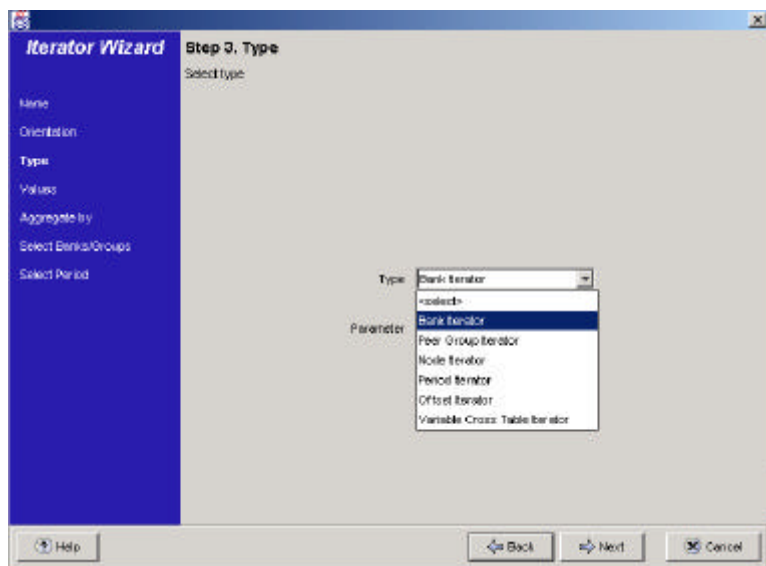 Iterator Wizard
Step 3. Type
Select type
Name
Orientation
Type
Values
Aggregate by
Select Banks/Groups
Select Period
Type
Bank Iterator
<select>
Bank Iterator
Peer Group Iterator
Node Iterator
Period Iterator
Offset Iterator
Variable Cross Table Iterator
Parameter
Help
Back
Next
Cancel